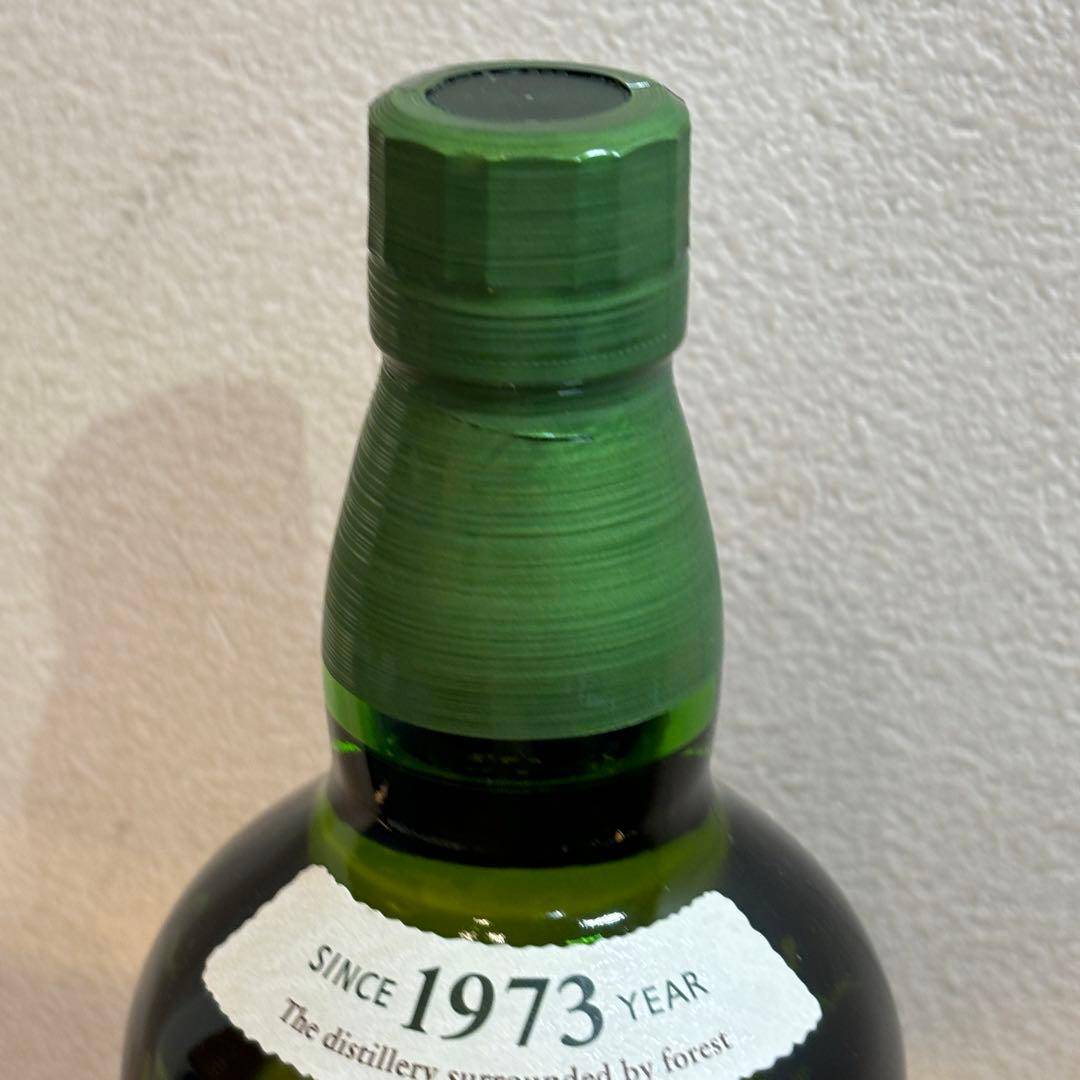 SINCE 1973 YEAR
The distillery surrounded by forest